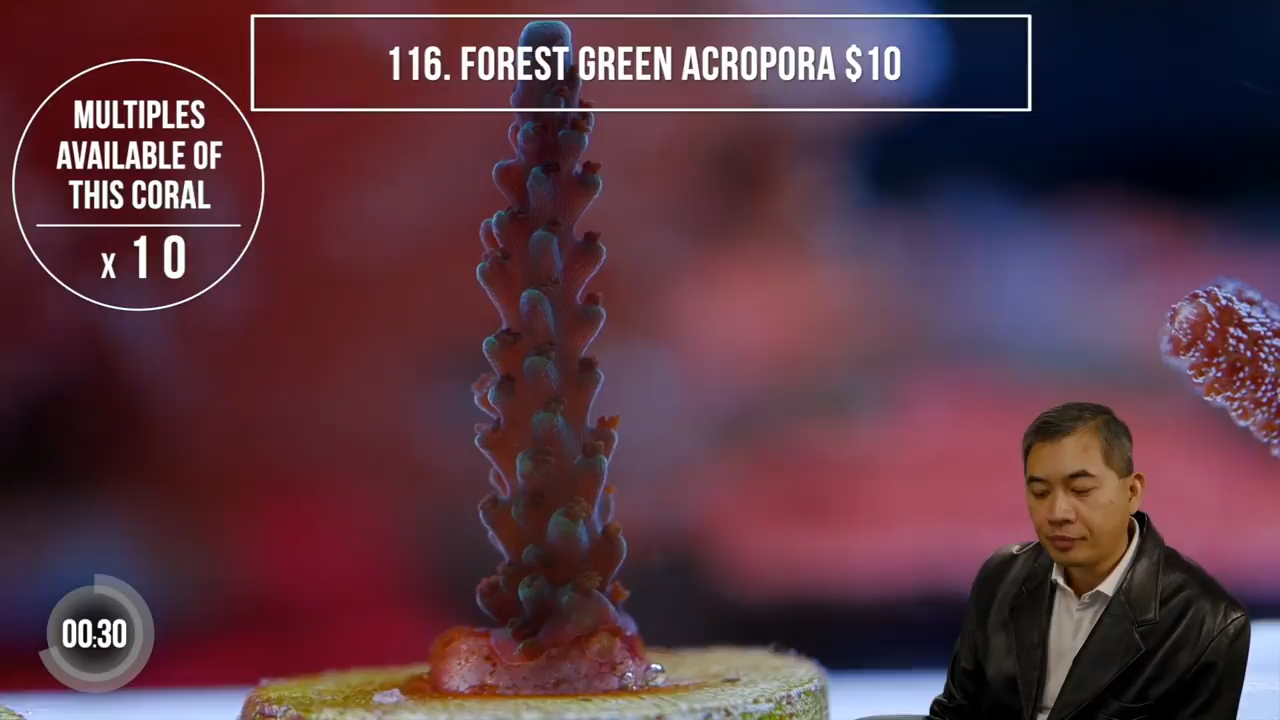 116. FOREST GREEN ACROPORA $10
MULTIPLES
AVAILABLE OF
THIS CORAL
x 10
00:30